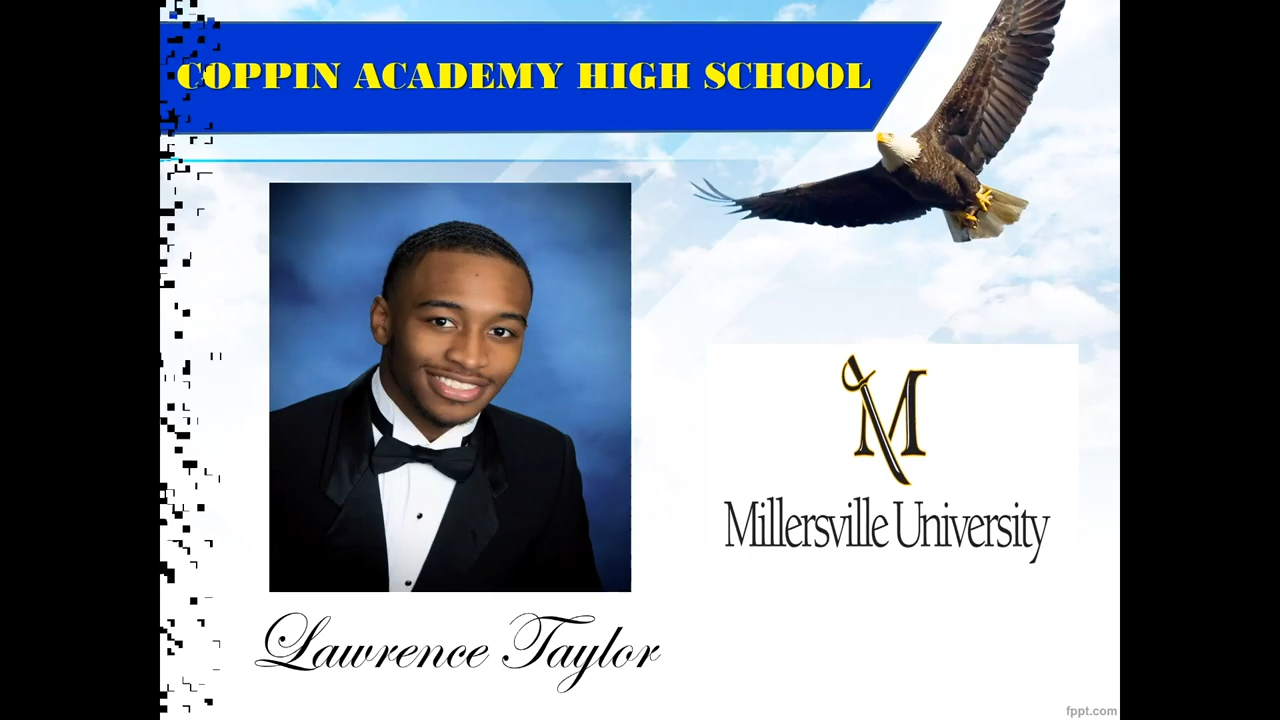 COPPIN ACADEMY HIGH SCHOOL
M
Millersville University
Lawrence Taylor
fppt.com